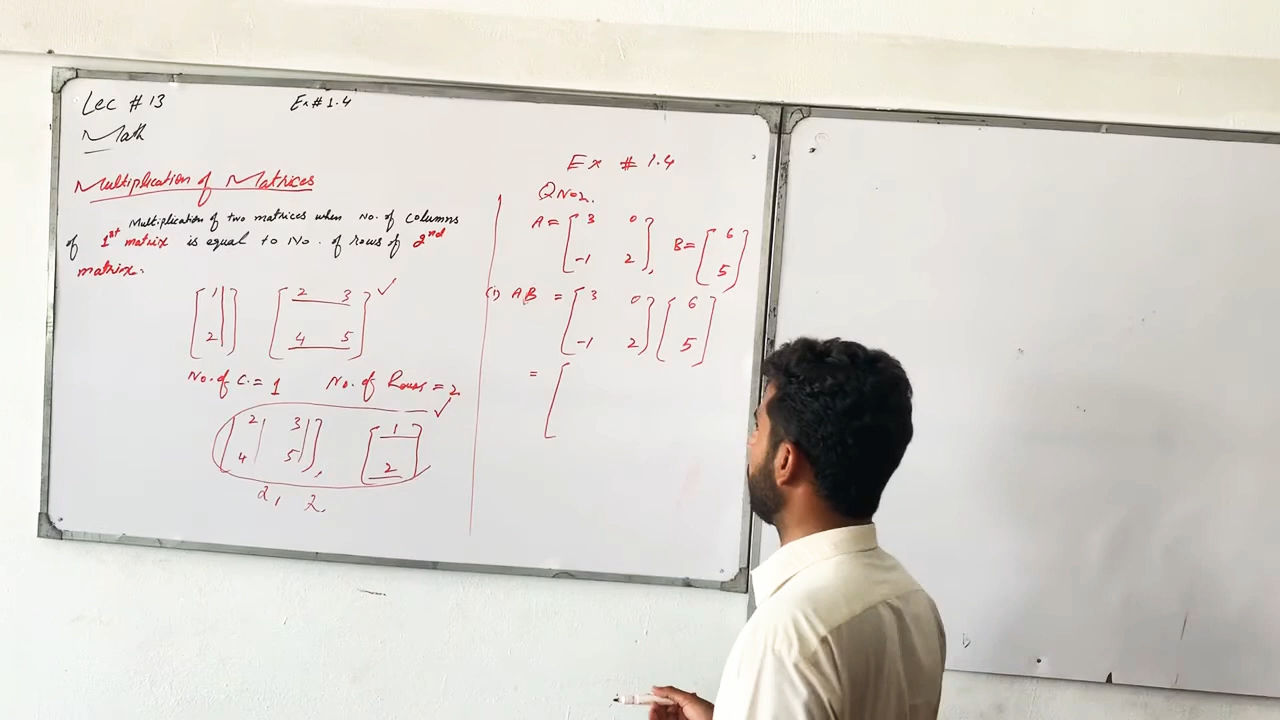 Lec # 13
Ex # 1.4
Math
Multiplication of Matrices
Multiplication of two matrices when No. of columns
of 1st matrix is equal to No. of rows of 2nd
matrix.
[1 [2 3] ✓
2] 4 5]
No. of C. = 1 No. of Rows = 2
[2 3 [1 ✓
4 5], 2]
2, 2
Ex # 1.4
Q No 2.
A = [3 0 B = [6
-1 2], 5]
(i) AB = [3 0 [6
-1 2] 5]
= [